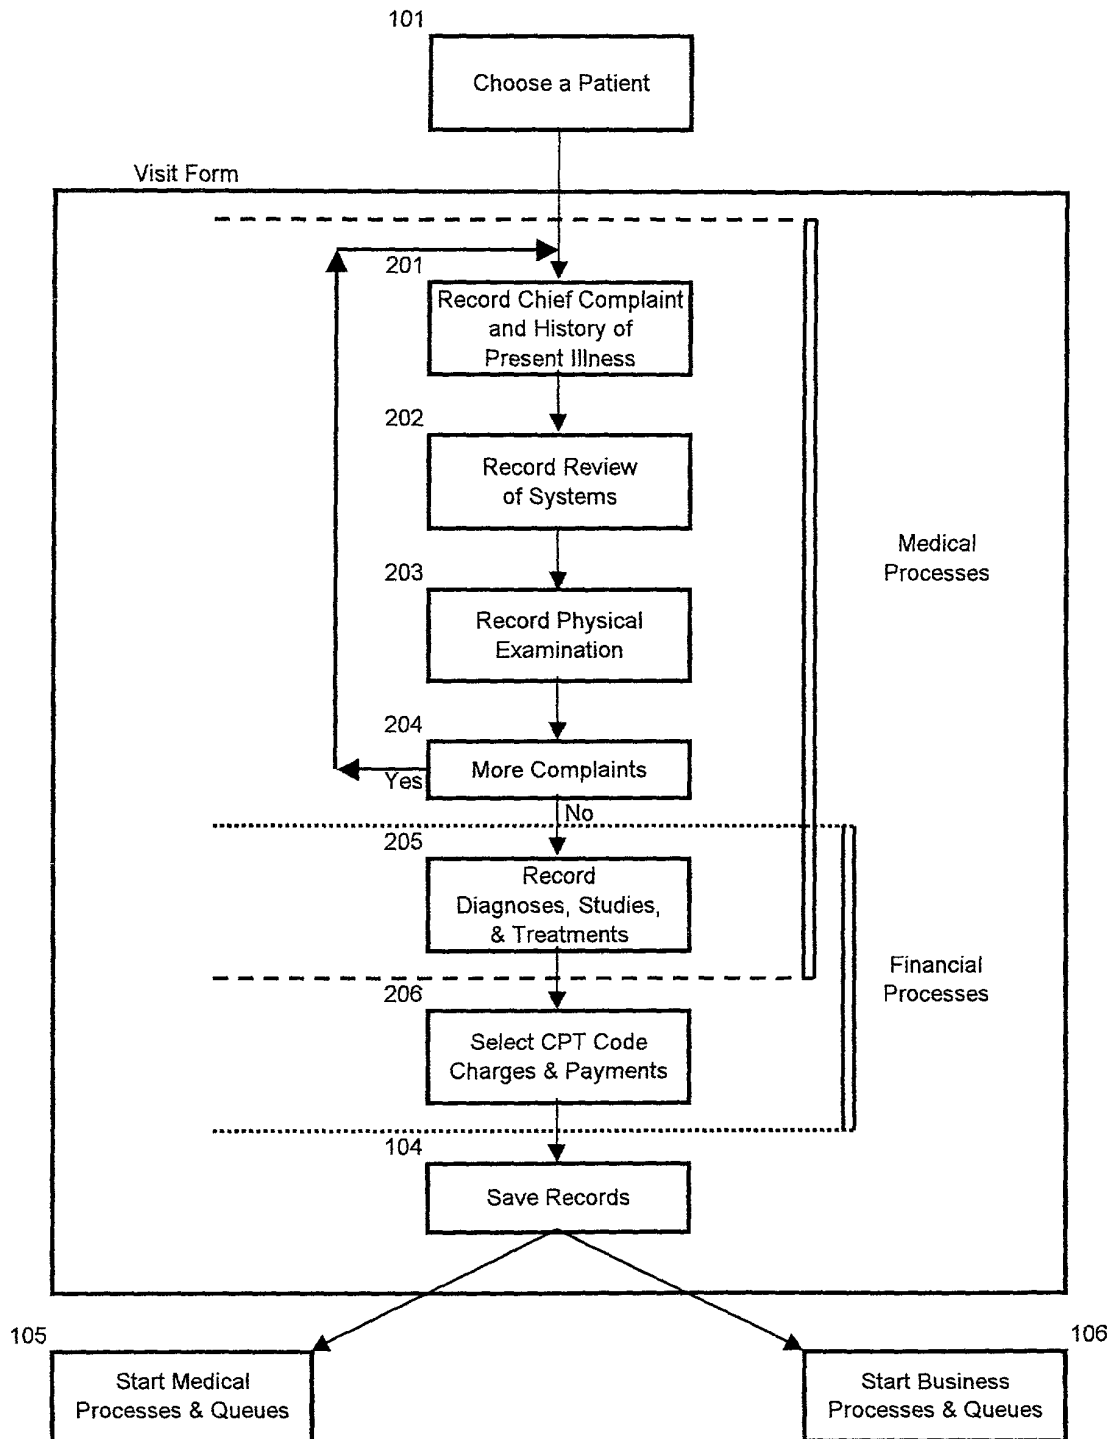 101
Choose a Patient
Visit Form
201
Record Chief Complaint
and History of
Present Illness
202
Record Review
of Systems
Medical
Processes
203
Record Physical
Examination
204
More Complaints
Yes
No
205
Record
Diagnoses, Studies,
& Treatments
Financial
Processes
206
Select CPT Code
Charges & Payments
104
Save Records
105
Start Medical
Processes & Queues
106
Start Business
Processes & Queues